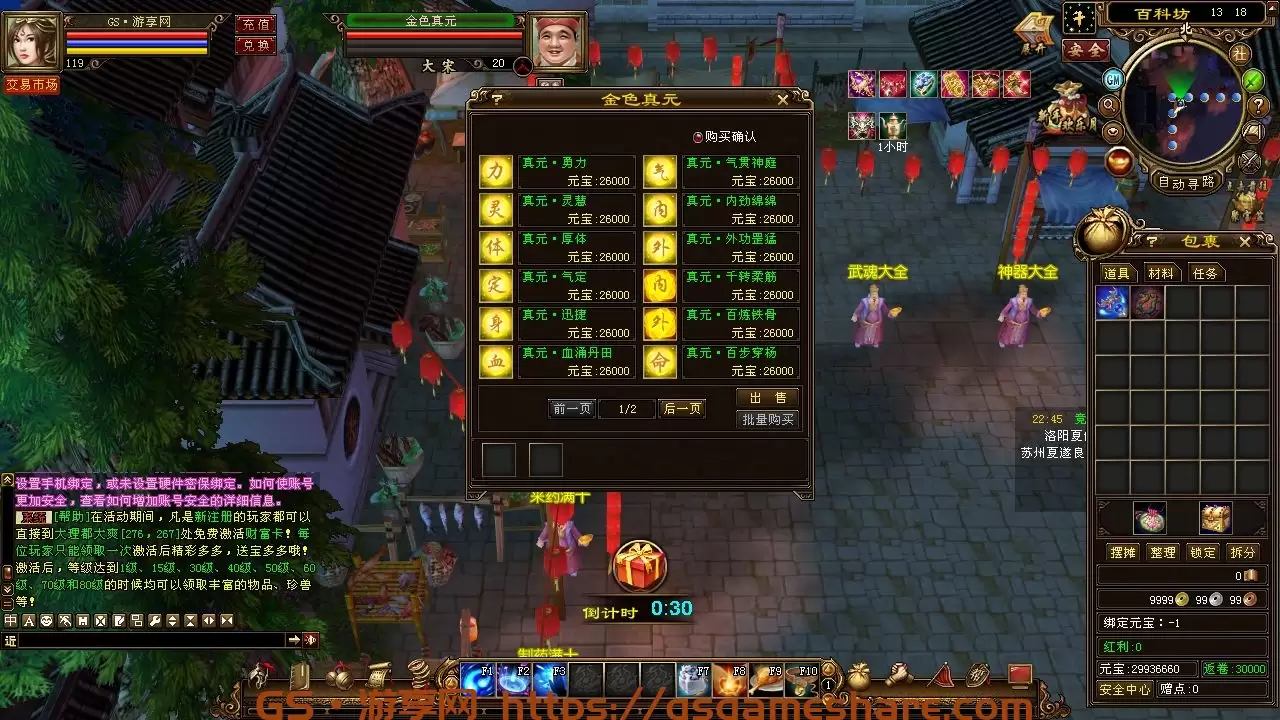 GS·游享网
充值
兑换
119
交易市场
金色真元
大宋
20
展开
安全
百科坊
13 18
北
社
GM
1小时
自动寻路
金色真元
购买确认
力
真元·勇力
元宝:26000
气
真元·气贯神庭
元宝:26000
灵
真元·灵慧
元宝:26000
内
真元·内劲绵绵
元宝:26000
体
真元·厚体
元宝:26000
外
真元·外功罡猛
元宝:26000
定
真元·气定
元宝:26000
内
真元·千转柔筋
元宝:26000
身
真元·迅捷
元宝:26000
外
真元·百炼铁骨
元宝:26000
血
真元·血涌丹田
元宝:26000
命
真元·百步穿杨
元宝:26000
前一页
1/2
后一页
出 售
批量购买
武魂大全
神器大全
包裹
道具
材料
任务
22:45
洛阳夏
苏州夏遂良
摆摊
整理
锁定
拆分
0
9999
99
99
绑定元宝:-1
红利:0
元宝:29936660
返卷:30000
安全中心
赠点:0
设置手机绑定，或未设置硬件密保绑定。如何使账号
更加安全，查看如何增加账号安全的详细信息。
[帮助]在活动期间，凡是新注册的玩家都可以
直接到大理都大爽[276，267]处免费激活财富卡！每
位玩家只能领取一次激活后精彩多多，送宝多多哦！
激活后，等级达到1级、15级、30级、40级、50级、60
级、70级和80级的时候均可以领取丰富的物品、珍兽
等！
近
倒计时 0:30
F1
F2
F3
F7
F8
F9
F10
GS·游享网 https://gsgameshare.com